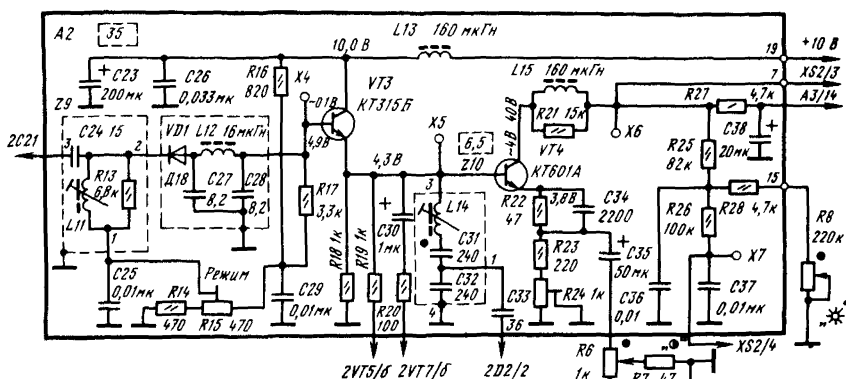 A2
35
L13 160 мкГн
19
+10 В
7
XS2/3
Z9
+ C23
200мк
C26
0,033мк
R16
820
X4
10,0 В
VT3
КТ315Б
L15 160мкГн
R27 4,7к
A3/14
2C21
C24 15
3
2
VD1
L12 16мкГн
~01В
4,9В
X5
6,5
40В
R21 15к
X6
C38
20мк
+
R13
6,8к
Д18
C27
8,2
C28
8,2
4,3 В
Z10
~4В
VT4
КТ601А
R25
82к
15
L11
1
R17
3,3к
+
C30
1мк
3
L14
R22
47
3,8В
C34
2200
R26
100к
R28 4,7к
R8
220к
C25
0,01мк
Режим
R18 1к
R19 1к
C31
240
R23
220
+
C35
50мк
X7
R14
470
R15 470
C29
0,01мк
R20
100
C32
240
4
1
C33
36
R24 1к
C36
0,01
C37
0,01мк
2VT5/б
2VT7/б
2D2/2
R6
1к
R7 47
XS2/4